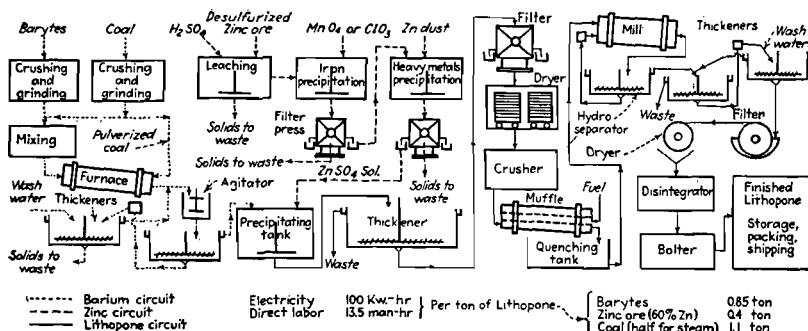 Barytes
Coal
H2SO4
Desulfurized
Zinc ore
MnO4 or ClO3
Zn dust
Filter
Mill
Thickeners
Wash
water
Crushing
and
grinding
Crushing
and
grinding
Leaching
Iron
precipitation
Heavy metals
precipitation
Dryer
Mixing
Pulverized
coal
Solids to
waste
Filter
press
Hydro
separator
Waste
Filter
Solids to waste
Dryer
Furnace
ZnSO4 Sol.
Solids to
waste
Crusher
Wash
water
Thickeners
Agitator
Muffle
Fuel
Disintegrator
Finished
Lithopone
Storage,
packing,
shipping
Precipitating
tank
Thickener
Quenching
tank
Bolter
Solids to
waste
Waste
Barium circuit
Zinc circuit
Lithopone circuit
Electricity 100 Kw.-hr
Direct labor 13.5 man-hr
Per ton of Lithopone
Barytes 0.85 ton
Zinc ore (60% Zn) 0.4 ton
Coal (half for steam) 1.1 ton